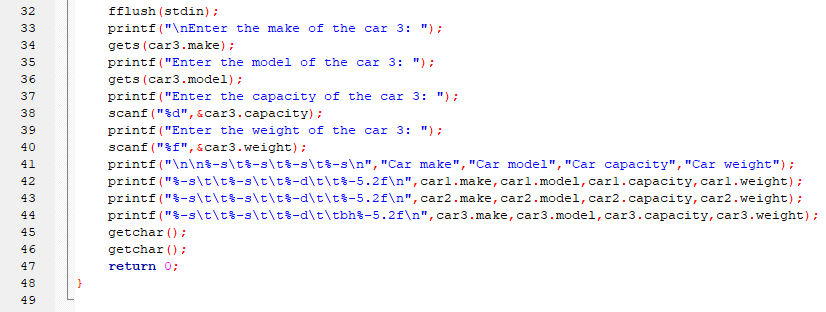 32 fflush(stdin);
33 printf("\nEnter the make of the car 3: ");
34 gets(car3.make);
35 printf("Enter the model of the car 3: ");
36 gets(car3.model);
37 printf("Enter the capacity of the car 3: ");
38 scanf("%d",&car3.capacity);
39 printf("Enter the weight of the car 3: ");
40 scanf("%f",&car3.weight);
41 printf("\n\n%-s\t%-s\t%-s\t%-s\n","Car make","Car model","Car capacity","Car weight");
42 printf("%-s\t\t%-s\t\t%-d\t\t%-5.2f\n",car1.make,car1.model,car1.capacity,car1.weight);
43 printf("%-s\t\t%-s\t\t%-d\t\t%-5.2f\n",car2.make,car2.model,car2.capacity,car2.weight);
44 printf("%-s\t\t%-s\t\t%-d\t\tbh%-5.2f\n",car3.make,car3.model,car3.capacity,car3.weight);
45 getchar();
46 getchar();
47 return 0;
48 }
49